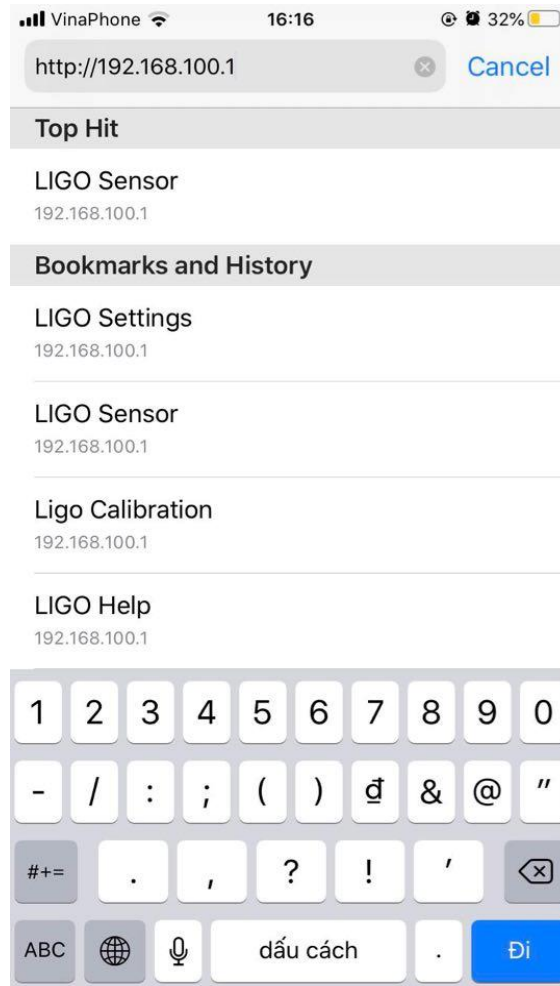 VinaPhone 16:16 32%
http://192.168.100.1 Cancel
Top Hit
LIGO Sensor
192.168.100.1
Bookmarks and History
LIGO Settings
192.168.100.1
LIGO Sensor
192.168.100.1
Ligo Calibration
192.168.100.1
LIGO Help
192.168.100.1
1 2 3 4 5 6 7 8 9 0
- / : ; ( ) ₫ & @ "
#+= . , ? ! '
ABC dấu cách . Đi